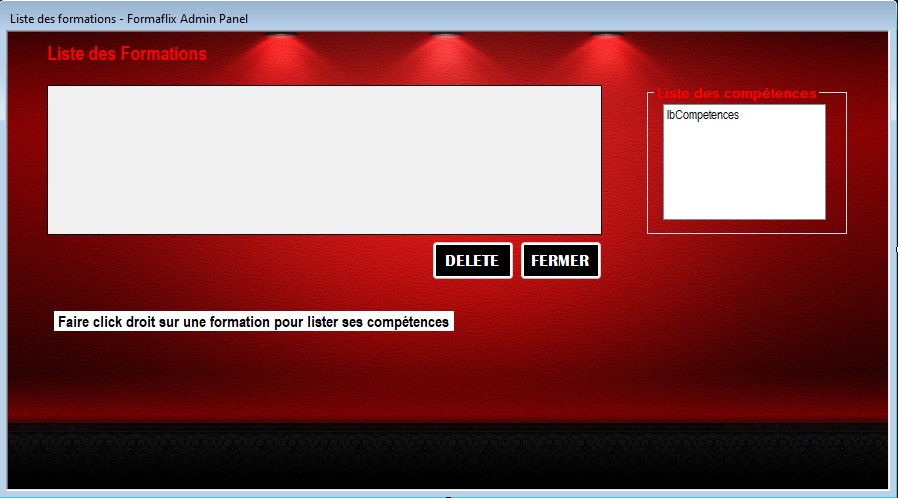 Liste des formations - Formaflix Admin Panel
Liste des Formations
Liste des compétences
lbCompetences
DELETE
FERMER
Faire click droit sur une formation pour lister ses compétences